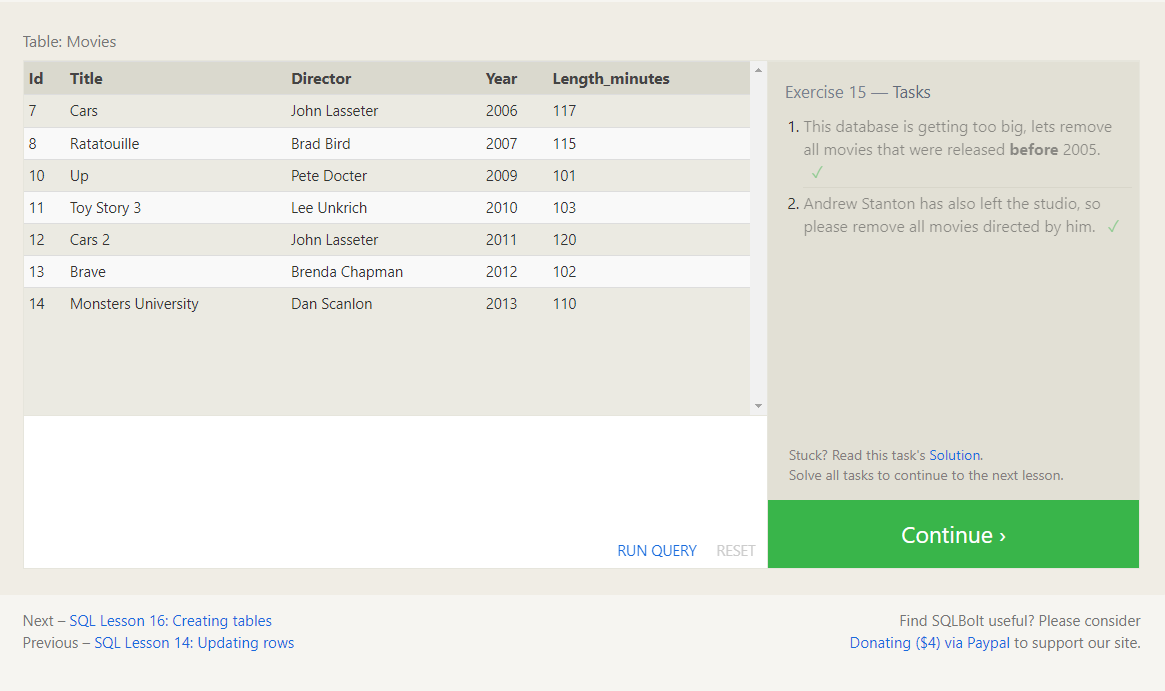 Table: Movies
Id Title Director Year Length_minutes
7 Cars John Lasseter 2006 117
8 Ratatouille Brad Bird 2007 115
10 Up Pete Docter 2009 101
11 Toy Story 3 Lee Unkrich 2010 103
12 Cars 2 John Lasseter 2011 120
13 Brave Brenda Chapman 2012 102
14 Monsters University Dan Scanlon 2013 110
RUN QUERY RESET
Exercise 15 — Tasks
1. This database is getting too big, lets remove
all movies that were released before 2005.
✓
2. Andrew Stanton has also left the studio, so
please remove all movies directed by him. ✓
Stuck? Read this task's Solution.
Solve all tasks to continue to the next lesson.
Continue ›
Next – SQL Lesson 16: Creating tables
Previous – SQL Lesson 14: Updating rows
Find SQLBolt useful? Please consider
Donating ($4) via Paypal to support our site.